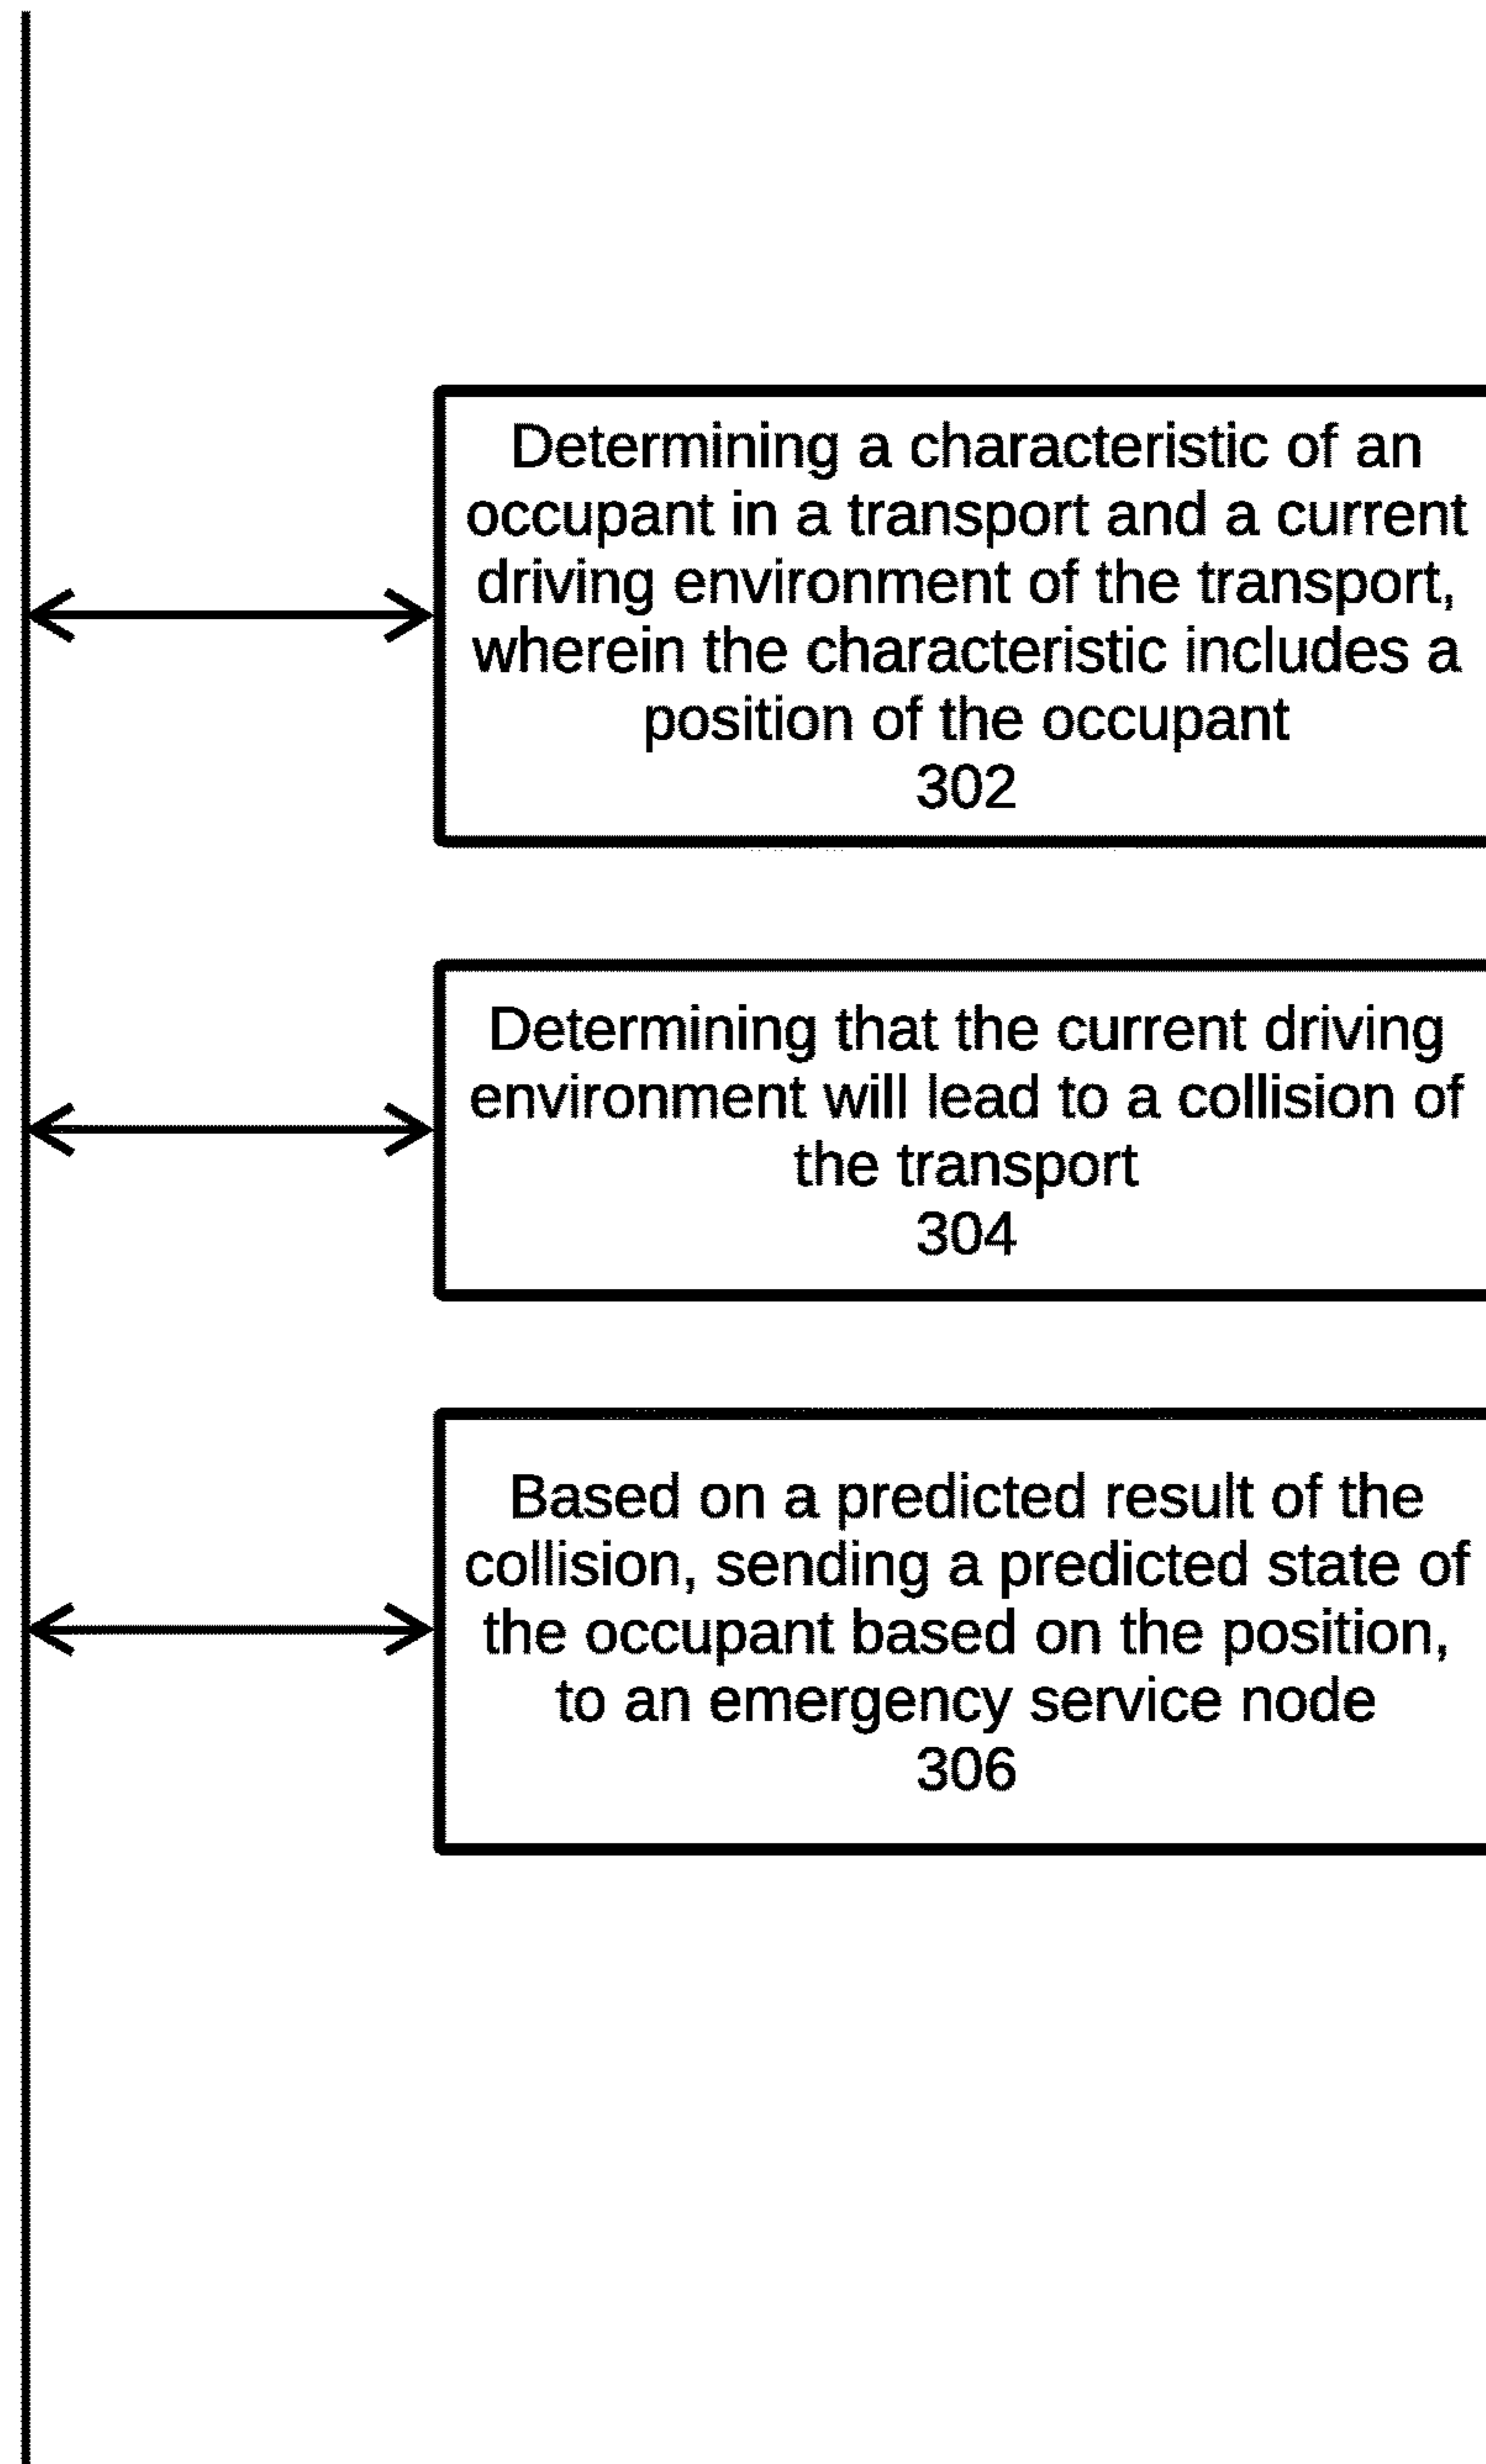 Determining a characteristic of an
occupant in a transport and a current
driving environment of the transport,
wherein the characteristic includes a
position of the occupant
302
Determining that the current driving
environment will lead to a collision of
the transport
304
Based on a predicted result of the
collision, sending a predicted state of
the occupant based on the position,
to an emergency service node
306